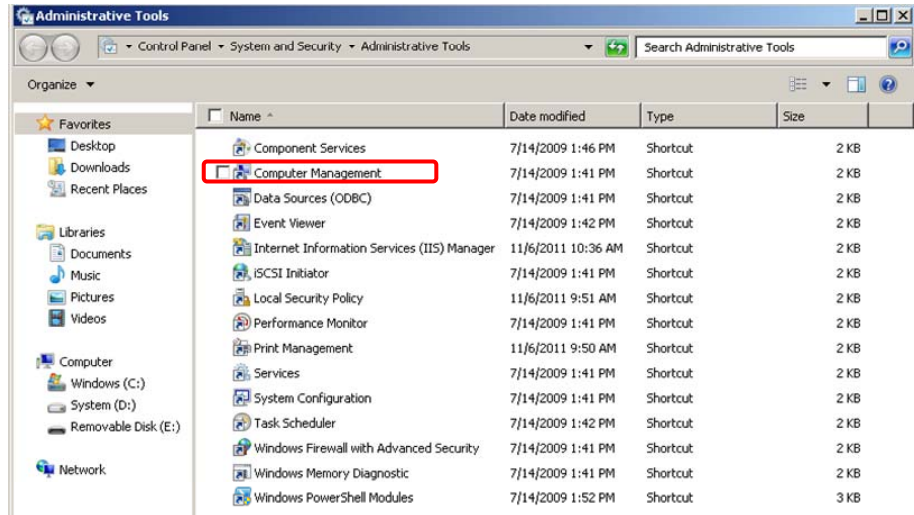 Administrative Tools
Control Panel System and Security Administrative Tools
Search Administrative Tools
Organize
Favorites
Desktop
Downloads
Recent Places
Libraries
Documents
Music
Pictures
Videos
Computer
Windows (C:)
System (D:)
Removable Disk (E:)
Network
Name Date modified Type Size
Component Services 7/14/2009 1:46 PM Shortcut 2 KB
Computer Management 7/14/2009 1:41 PM Shortcut 2 KB
Data Sources (ODBC) 7/14/2009 1:41 PM Shortcut 2 KB
Event Viewer 7/14/2009 1:42 PM Shortcut 2 KB
Internet Information Services (IIS) Manager 11/6/2011 10:36 AM Shortcut 2 KB
iSCSI Initiator 7/14/2009 1:41 PM Shortcut 2 KB
Local Security Policy 11/6/2011 9:51 AM Shortcut 2 KB
Performance Monitor 7/14/2009 1:41 PM Shortcut 2 KB
Print Management 11/6/2011 9:50 AM Shortcut 2 KB
Services 7/14/2009 1:41 PM Shortcut 2 KB
System Configuration 7/14/2009 1:41 PM Shortcut 2 KB
Task Scheduler 7/14/2009 1:42 PM Shortcut 2 KB
Windows Firewall with Advanced Security 7/14/2009 1:41 PM Shortcut 2 KB
Windows Memory Diagnostic 7/14/2009 1:41 PM Shortcut 2 KB
Windows PowerShell Modules 7/14/2009 1:52 PM Shortcut 3 KB